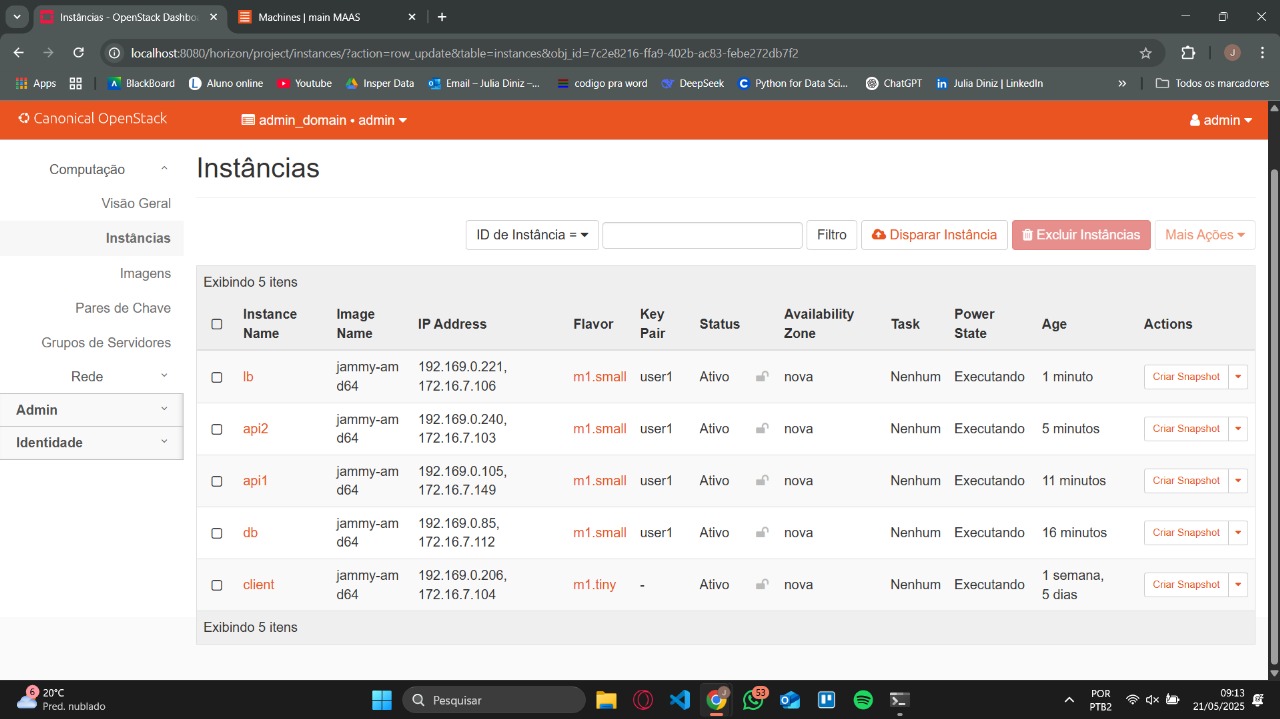 Instâncias - OpenStack Dashbo
Machines | main MAAS
localhost:8080/horizon/project/instances/?action=row_update&table=instances&obj_id=7c2e8216-ffa9-402b-ac83-febe272db7f2
J
Apps
BlackBoard
Aluno online
Youtube
Insper Data
Email – Julia Diniz –...
codigo pra word
DeepSeek
Python for Data Sci...
ChatGPT
Julia Diniz | LinkedIn
»
Todos os marcadores
Canonical OpenStack
admin_domain • admin
admin
Computação
Visão Geral
Instâncias
Imagens
Pares de Chave
Grupos de Servidores
Rede
Admin
Identidade
Instâncias
ID de Instância =
Filtro
Disparar Instância
Excluir Instâncias
Mais Ações
Exibindo 5 itens
Instance Name
Image Name
IP Address
Flavor
Key Pair
Status
Availability Zone
Task
Power State
Age
Actions
lb
jammy-am
d64
192.169.0.221,
172.16.7.106
m1.small
user1
Ativo
nova
Nenhum
Executando
1 minuto
Criar Snapshot
api2
jammy-am
d64
192.169.0.240,
172.16.7.103
m1.small
user1
Ativo
nova
Nenhum
Executando
5 minutos
Criar Snapshot
api1
jammy-am
d64
192.169.0.105,
172.16.7.149
m1.small
user1
Ativo
nova
Nenhum
Executando
11 minutos
Criar Snapshot
db
jammy-am
d64
192.169.0.85,
172.16.7.112
m1.small
user1
Ativo
nova
Nenhum
Executando
16 minutos
Criar Snapshot
client
jammy-am
d64
192.169.0.206,
172.16.7.104
m1.tiny
-
Ativo
nova
Nenhum
Executando
1 semana,
5 dias
Criar Snapshot
Exibindo 5 itens
6
20°C
Pred. nublado
Pesquisar
53
POR
PTB2
09:13
21/05/2025